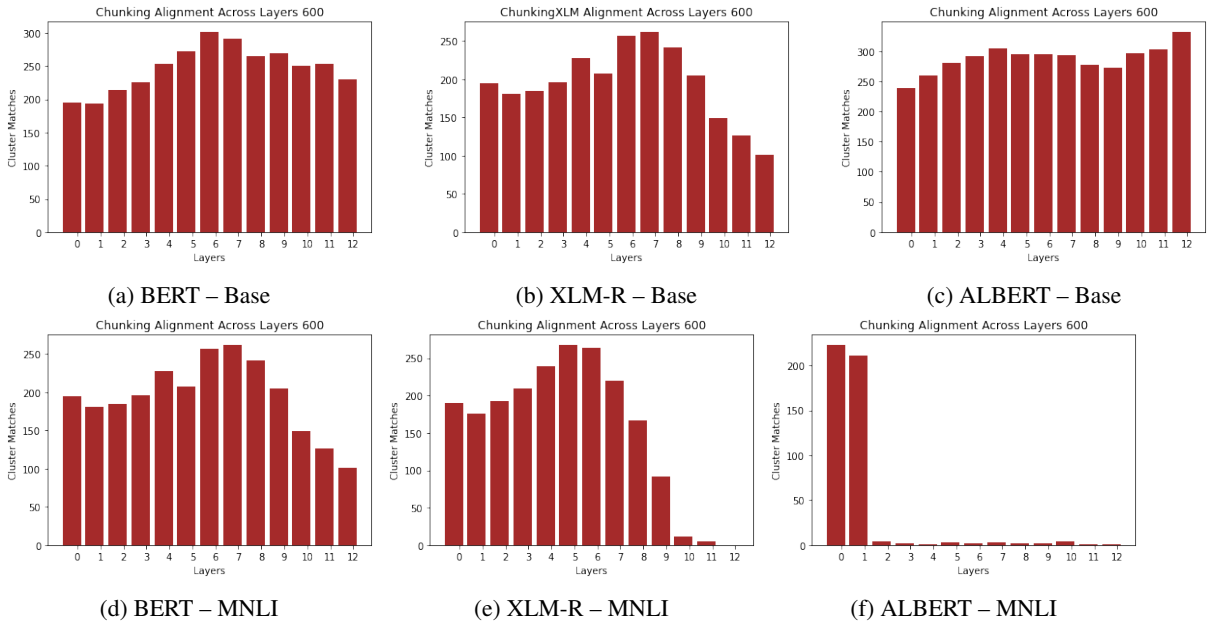 Chunking Alignment Across Layers 600
Cluster Matches
300
250
200
150
100
50
0
0 1 2 3 4 5 6 7 8 9 10 11 12
Layers
(a) BERT – Base
ChunkingXLM Alignment Across Layers 600
Cluster Matches
250
200
150
100
50
0
0 1 2 3 4 5 6 7 8 9 10 11 12
Layers
(b) XLM-R – Base
Chunking Alignment Across Layers 600
Cluster Matches
300
250
200
150
100
50
0
0 1 2 3 4 5 6 7 8 9 10 11 12
Layers
(c) ALBERT – Base
Chunking Alignment Across Layers 600
Cluster Matches
250
200
150
100
50
0
0 1 2 3 4 5 6 7 8 9 10 11 12
Layers
(d) BERT – MNLI
Chunking Alignment Across Layers 600
Cluster Matches
250
200
150
100
50
0
0 1 2 3 4 5 6 7 8 9 10 11 12
Layers
(e) XLM-R – MNLI
Chunking Alignment Across Layers 600
Cluster Matches
200
150
100
50
0
0 1 2 3 4 5 6 7 8 9 10 11 12
Layers
(f) ALBERT – MNLI